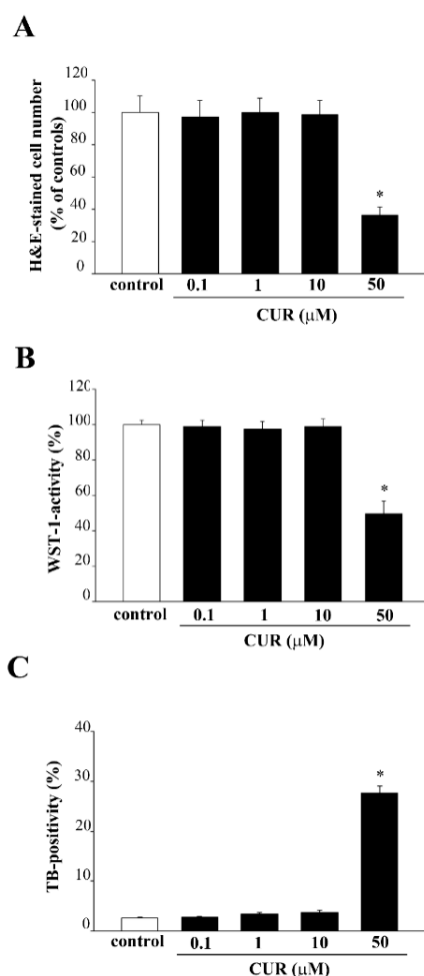 A
H&E-stained cell number
(% of controls)
120
100
80
60
40
20
0
*
control 0.1 1 10 50
CUR (μM)
B
WST-1-activity (%)
120
100
80
60
40
20
0
*
control 0.1 1 10 50
CUR (μM)
C
TB-positivity (%)
40
30
20
10
0
*
control 0.1 1 10 50
CUR (μM)